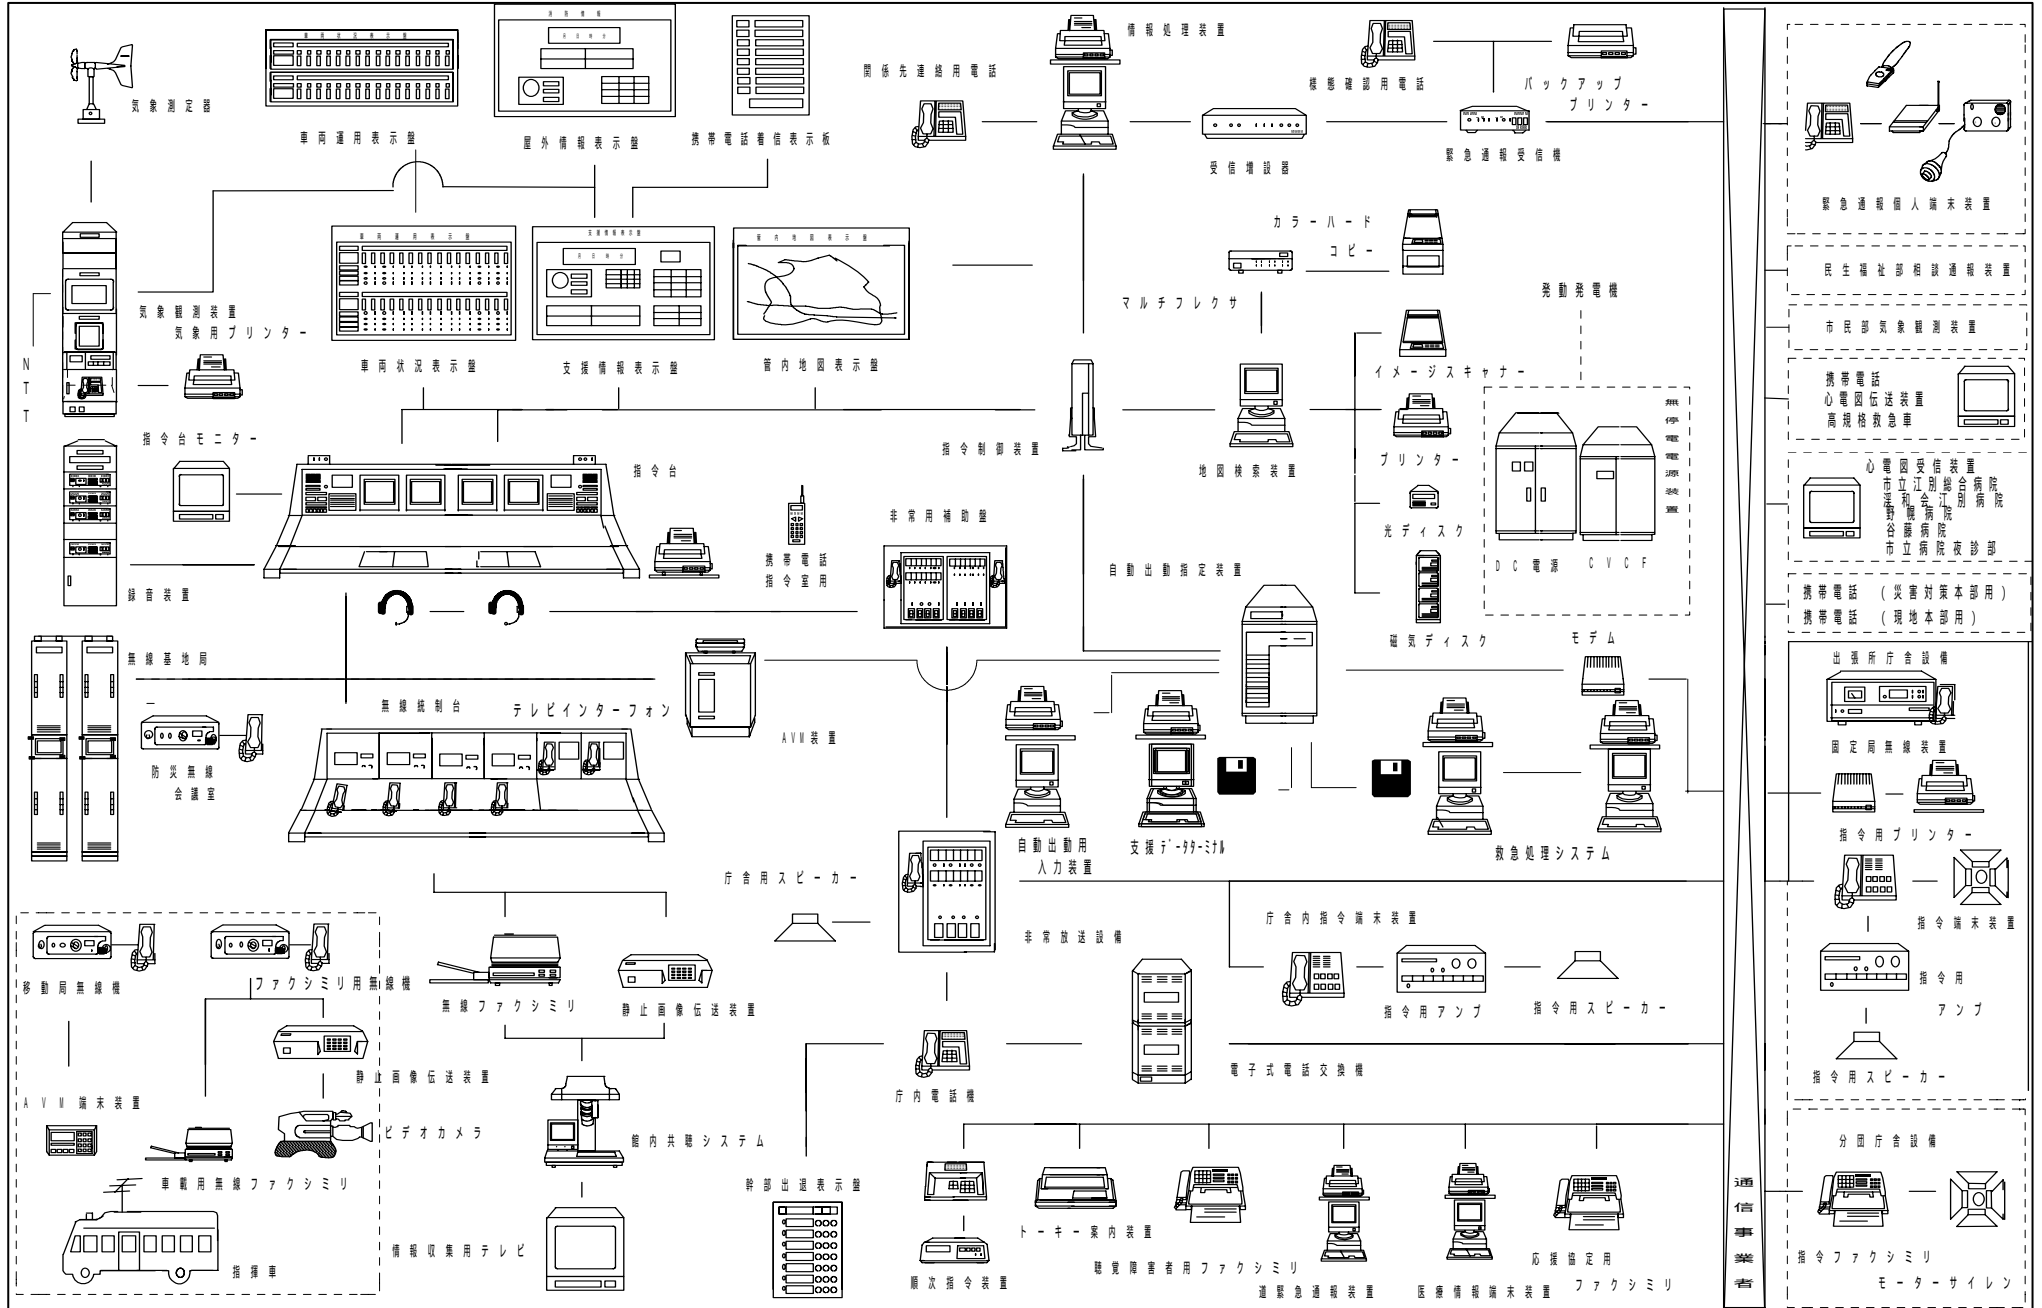 気象測定器
車両運用表示盤
屋外情報表示盤
携帯電話着信表示板
関係先連絡用電話
情報処理装置
受信増設器
様態確認用電話
緊急通報受信機
バックアップ
プリンター
緊急通報個人端末装置
民生福祉部相談通報装置
市民部気象観測装置
携帯電話
心電図伝送装置
高規格救急車
心電図受信装置
市立江別総合病院
渓和会江別病院
野幌病院
谷藤病院
市立病院夜診部
携帯電話 (災害対策本部用)
携帯電話 (現地本部用)
気象観測装置
気象用プリンター
NTT
車両状況表示盤
支援情報表示盤
管内地図表示盤
マルチフレクサ
カラーハード
コピー
発動発電機
イメージスキャナー
プリンター
光ディスク
磁気ディスク
無停電電源装置
DC電源
CVCF
指令台モニター
指令台
指令制御装置
地図検索装置
録音装置
携帯電話
指令室用
非常用補助盤
自動出動指定装置
モデム
無線基地局
防災無線
会議室
無線統制台
テレビインターフォン
AVM装置
自動出動用
入力装置
支援データターミナル
救急処理システム
出張所庁舎設備
固定局無線装置
指令用プリンター
指令端末装置
指令用
アンプ
指令用スピーカー
庁舎用スピーカー
非常放送設備
庁舎内指令端末装置
指令用アンプ
指令用スピーカー
移動局無線機
ファクシミリ用無線機
無線ファクシミリ
静止画像伝送装置
静止画像伝送装置
AVM端末装置
ビデオカメラ
車載用無線ファクシミリ
指揮車
館内共聴システム
情報収集用テレビ
庁内電話機
電子式電話交換機
幹部出退表示盤
順次指令装置
トーキー案内装置
聴覚障害者用ファクシミリ
道緊急通報装置
医療情報端末装置
応援協定用
ファクシミリ
通信事業者
分団庁舎設備
指令ファクシミリ
モーターサイレン